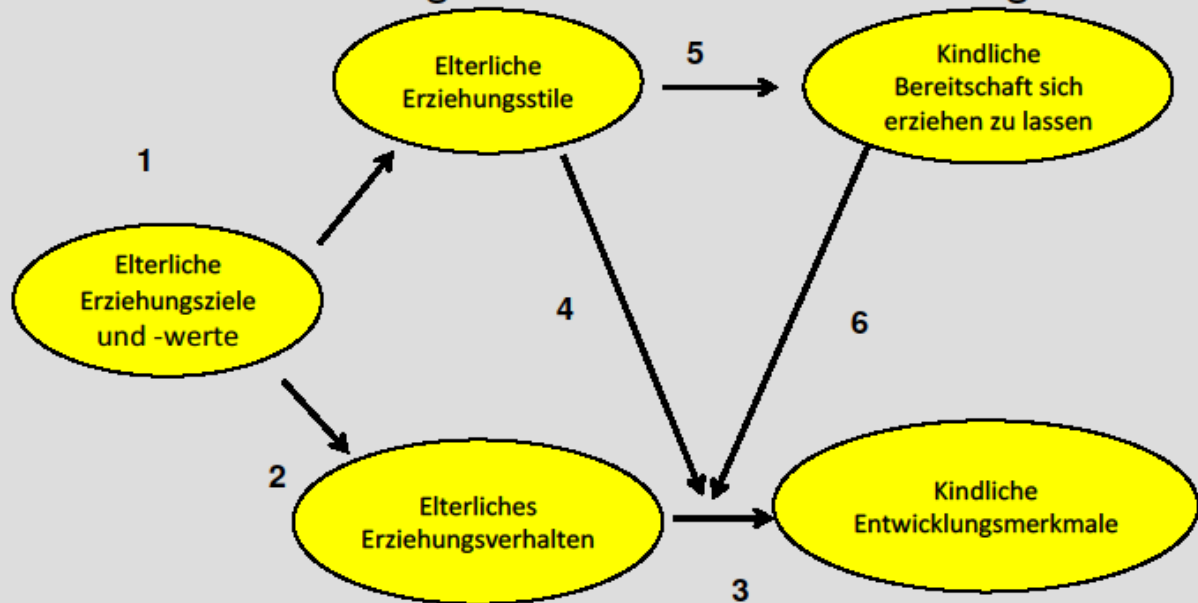 Elterliche
Erziehungsstile
5
Kindliche
Bereitschaft sich
erziehen zu lassen
1
Elterliche
Erziehungsziele
und -werte
4
6
2
Elterliches
Erziehungsverhalten
Kindliche
Entwicklungsmerkmale
3